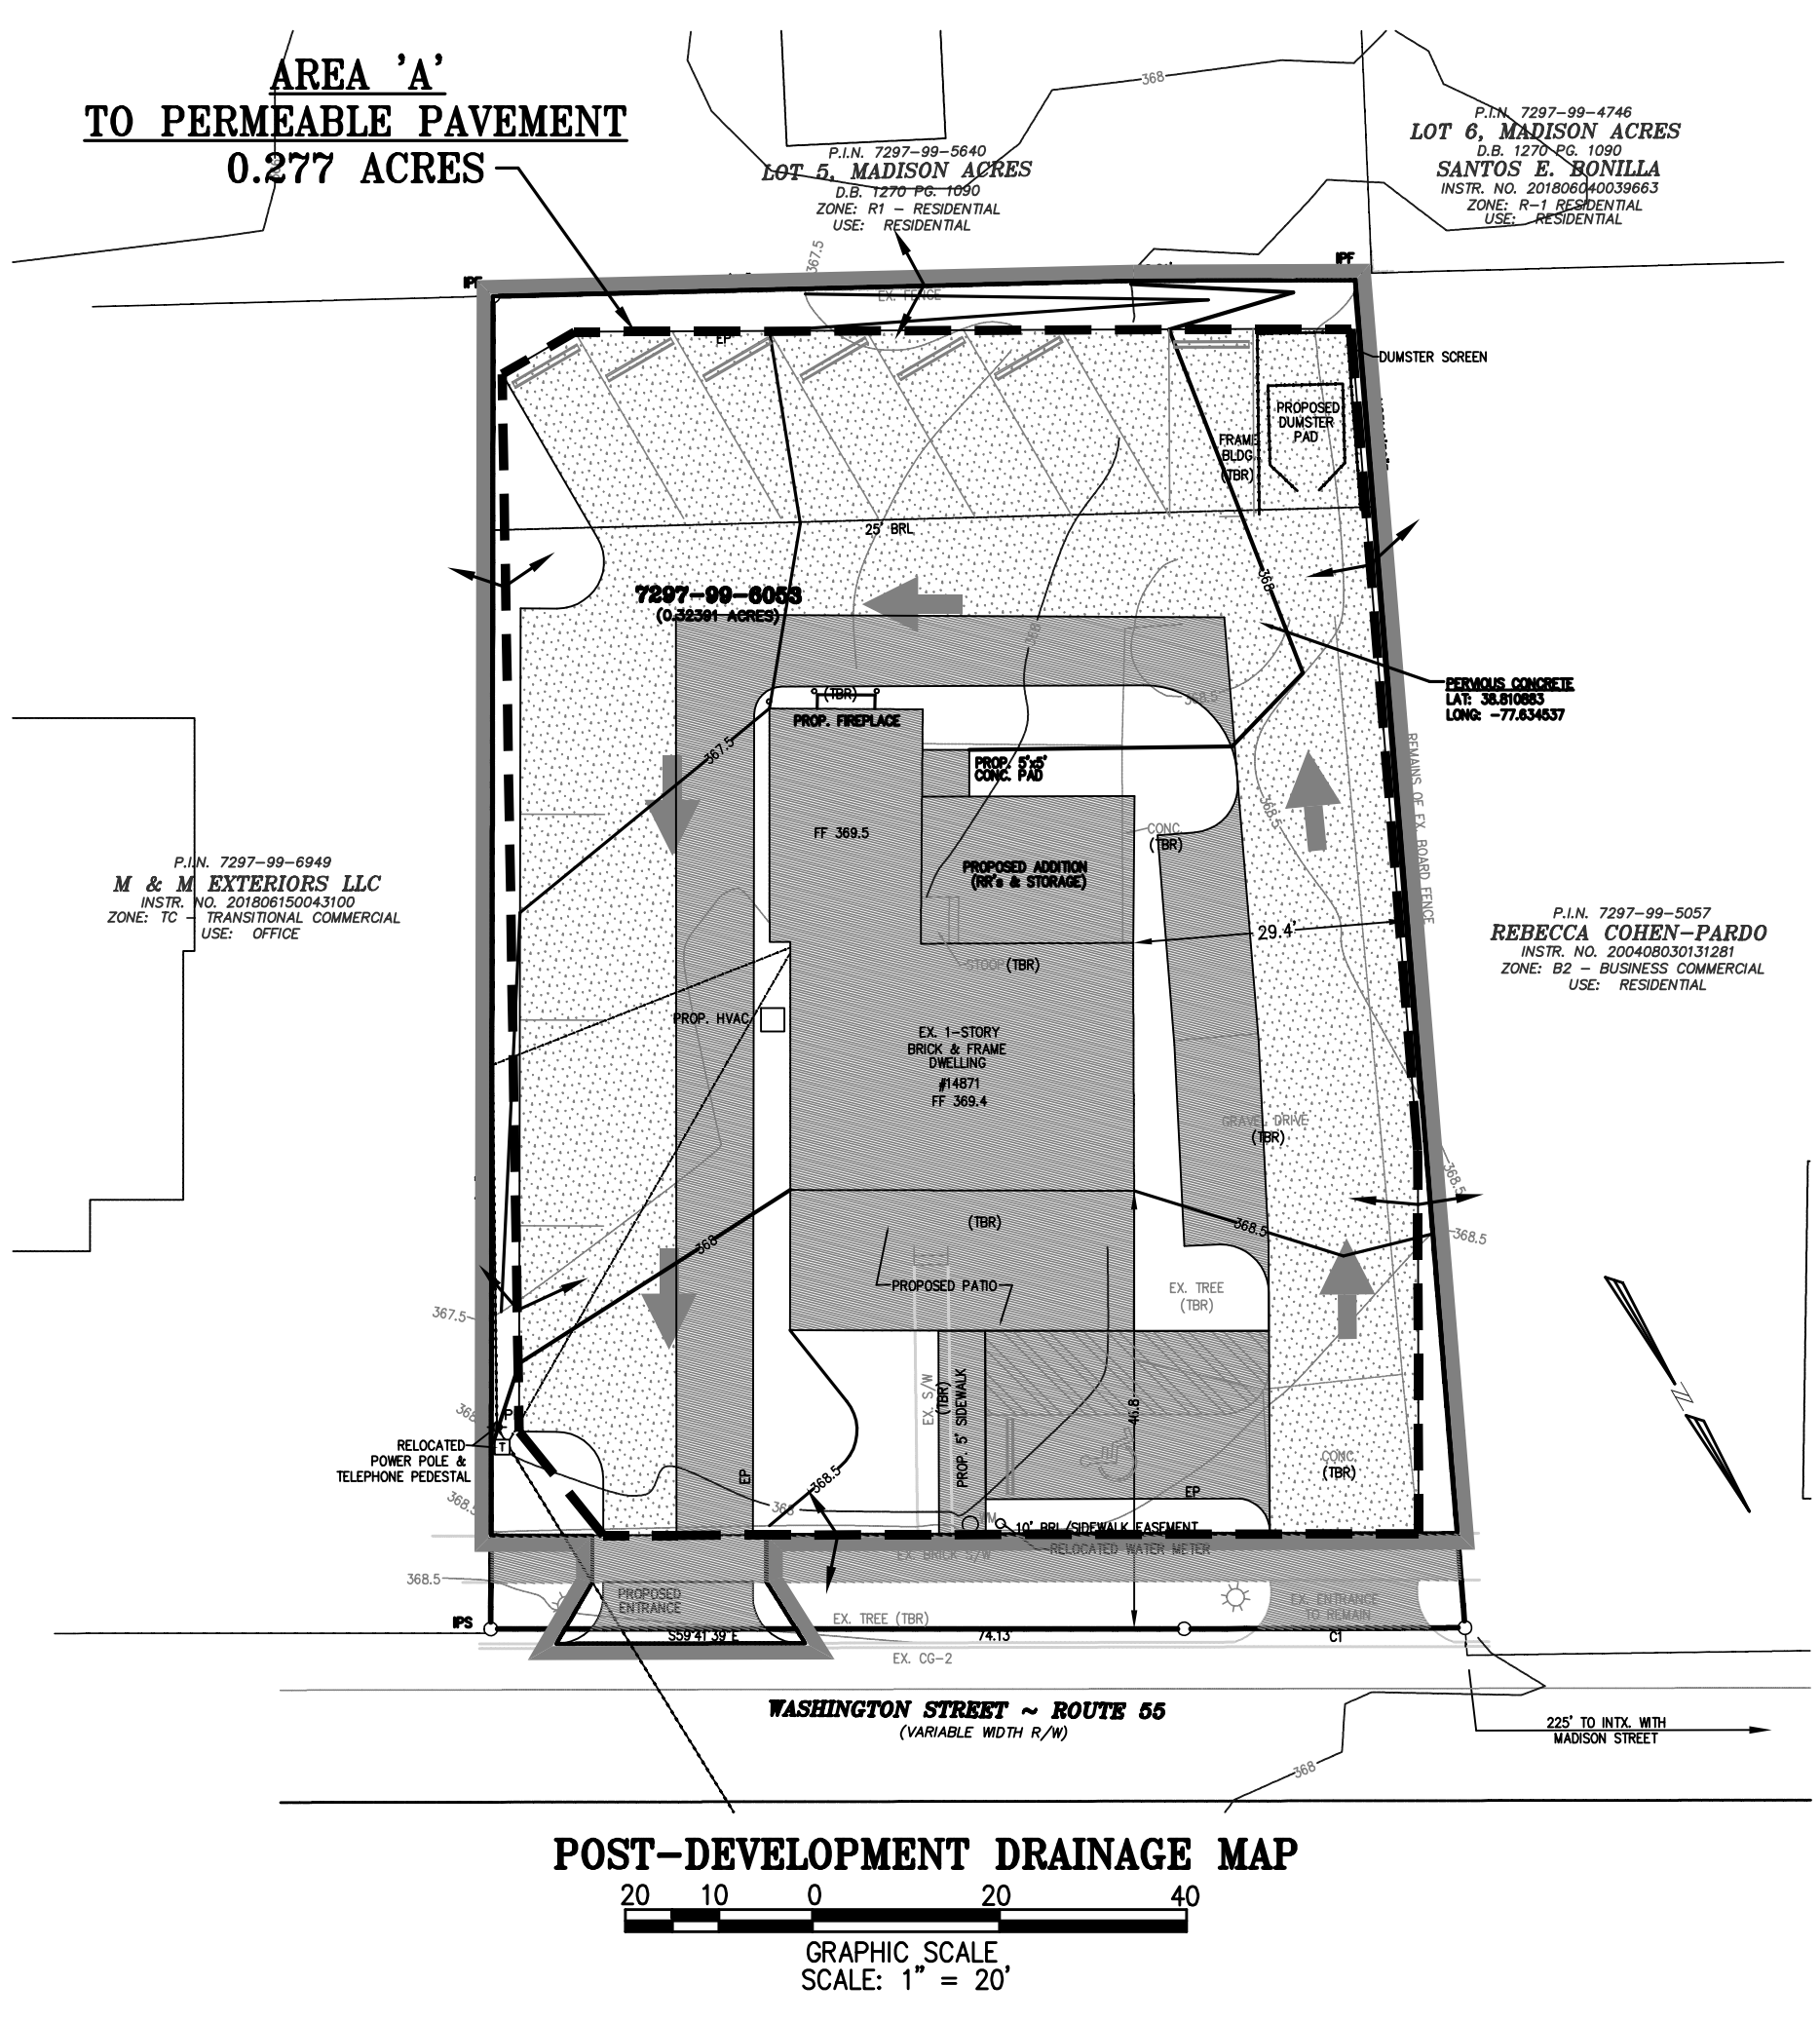 AREA 'A'
TO PERMEABLE PAVEMENT
0.277 ACRES
368
P.I.N. 7297-99-5640
LOT 5, MADISON ACRES
D.B. 1270 PG. 1090
ZONE: R1 - RESIDENTIAL
USE: RESIDENTIAL
P.I.N. 7297-99-4746
LOT 6, MADISON ACRES
D.B. 1270 PG. 1090
SANTOS E. BONILLA
INSTR. NO. 201806040039663
ZONE: R-1 RESIDENTIAL
USE: RESIDENTIAL
367.5
IPF
IPF
EX. FENCE
EP
DUMSTER SCREEN
PROPOSED
DUMSTER
PAD
FRAME
BLDG.
(TBR)
25' BRL
7297-99-6053
(0.32391 ACRES)
368
368
368.5
PERVIOUS CONCRETE
LAT: 38.810883
LONG: -77.634537
(TBR)
PROP. FIREPLACE
367.5
PROP. 5'x5'
CONC. PAD
REMAINS OF EX. BOARD FENCE
368.5
FF 369.5
CONC.
(TBR)
PROPOSED ADDITION
(RR's & STORAGE)
P.I.N. 7297-99-6949
M & M EXTERIORS LLC
INSTR. NO. 201806150043100
ZONE: TC - TRANSITIONAL COMMERCIAL
USE: OFFICE
29.4'
P.I.N. 7297-99-5057
REBECCA COHEN-PARDO
INSTR. NO. 200408030131281
ZONE: B2 - BUSINESS COMMERCIAL
USE: RESIDENTIAL
STOOP (TBR)
PROP. HVAC
EX. 1-STORY
BRICK & FRAME
DWELLING
#14871
FF 369.4
GRAVEL DRIVE
(TBR)
368.5
(TBR)
368
368.5
368.5
PROPOSED PATIO
EX. TREE
(TBR)
367.5
N
EX. S/W
(TBR)
PROP. 5' SIDEWALK
46.8'
368
P
T
RELOCATED
POWER POLE &
TELEPHONE PEDESTAL
CONC.
(TBR)
EP
368.5
EP
368.5
368
10' BRL/SIDEWALK EASEMENT
RELOCATED WATER METER
EX. BRICK S/W
368.5
PROPOSED
ENTRANCE
EX. ENTRANCE
TO REMAIN
IPS
EX. TREE (TBR)
S59°41'39"E
74.13'
C1
EX. CG-2
WASHINGTON STREET ~ ROUTE 55
(VARIABLE WIDTH R/W)
225' TO INTX. WITH
MADISON STREET
368
POST-DEVELOPMENT DRAINAGE MAP
20 10 0 20 40
GRAPHIC SCALE
SCALE: 1" = 20'